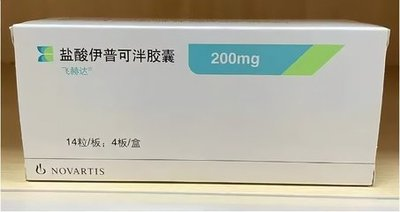 盐酸伊普可泮胶囊
200mg
飞赫达®
14粒/板；4板/盒
NOVARTIS